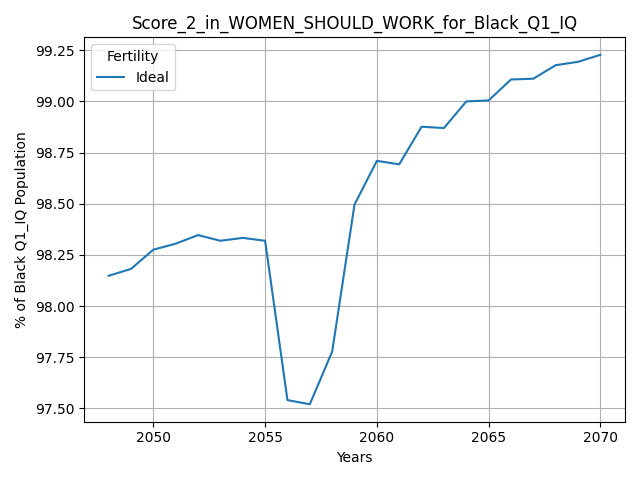 Score_2_in_WOMEN_SHOULD_WORK_for_Black_Q1_IQ
Fertility
Ideal
% of Black Q1_IQ Population
99.25
99.00
98.75
98.50
98.25
98.00
97.75
97.50
2050 2055 2060 2065 2070
Years